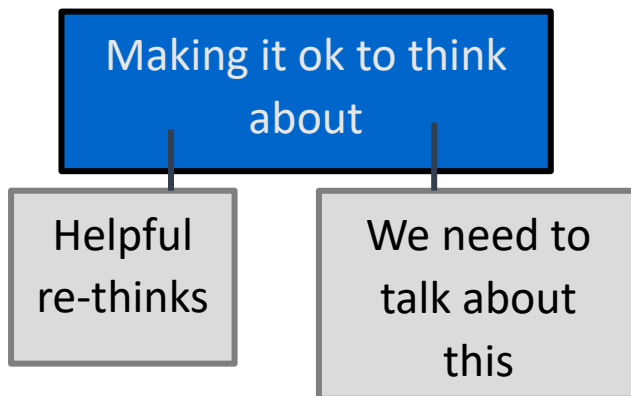 Making it ok to think
about
Helpful
re-thinks
We need to
talk about
this